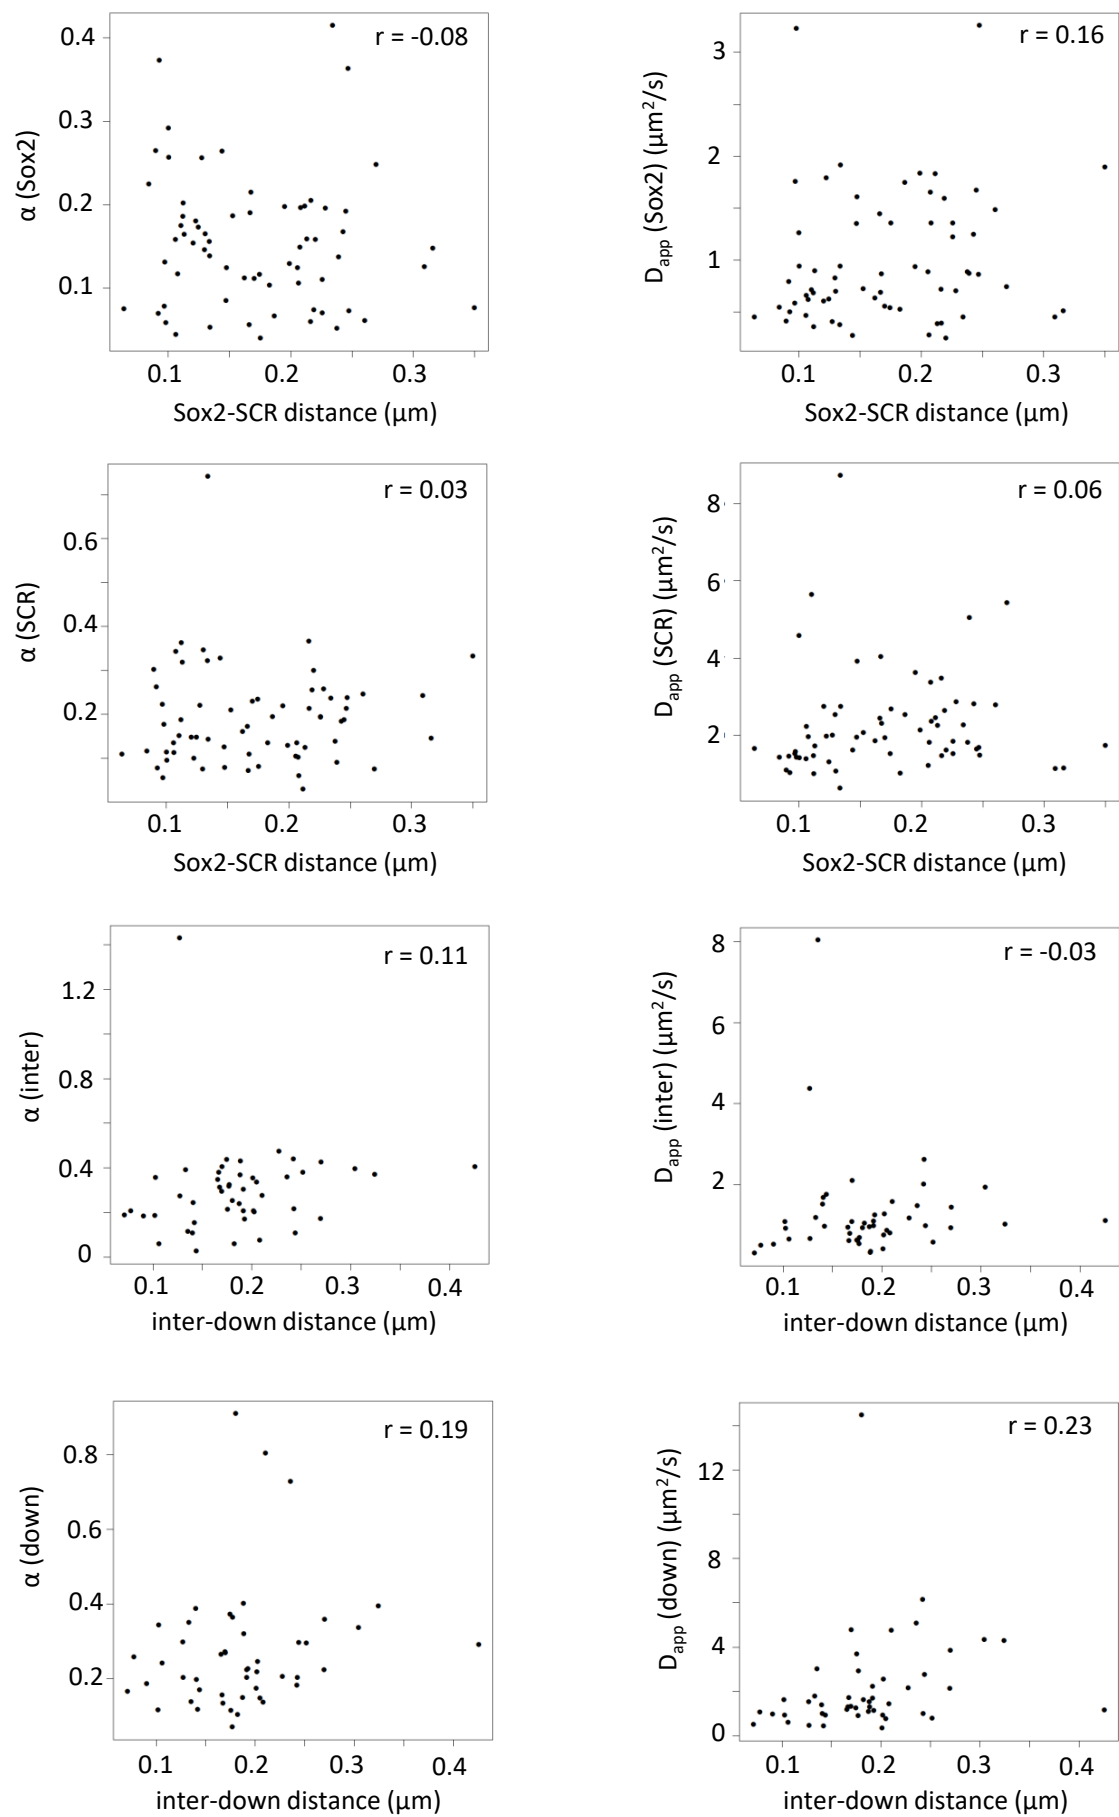 r = -0.08
α (Sox2)
0.4
0.3
0.2
0.1
0.1 0.2 0.3
Sox2-SCR distance (μm)
r = 0.16
Dapp (Sox2) (μm²/s)
3
2
1
0.1 0.2 0.3
Sox2-SCR distance (μm)
r = 0.03
α (SCR)
0.6
0.4
0.2
0.1 0.2 0.3
Sox2-SCR distance (μm)
r = 0.06
Dapp (SCR) (μm²/s)
8
6
4
2
0.1 0.2 0.3
Sox2-SCR distance (μm)
r = 0.11
α (inter)
1.2
0.8
0.4
0
0.1 0.2 0.3 0.4
inter-down distance (μm)
r = -0.03
Dapp (inter) (μm²/s)
8
6
4
2
0.1 0.2 0.3 0.4
inter-down distance (μm)
r = 0.19
α (down)
0.8
0.6
0.4
0.2
0.1 0.2 0.3 0.4
inter-down distance (μm)
r = 0.23
Dapp (down) (μm²/s)
12
8
4
0
0.1 0.2 0.3 0.4
inter-down distance (μm)